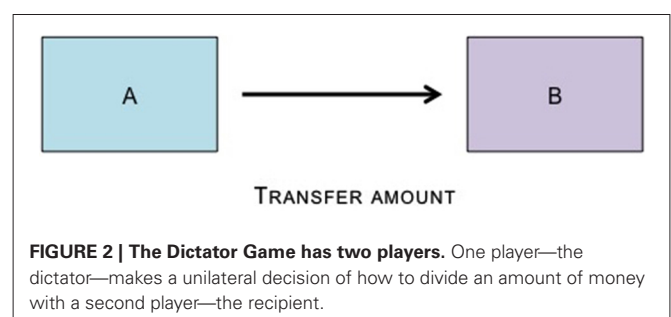 A
B
TRANSFER AMOUNT
FIGURE 2 | The Dictator Game has two players. One player—the
dictator—makes a unilateral decision of how to divide an amount of money
with a second player—the recipient.